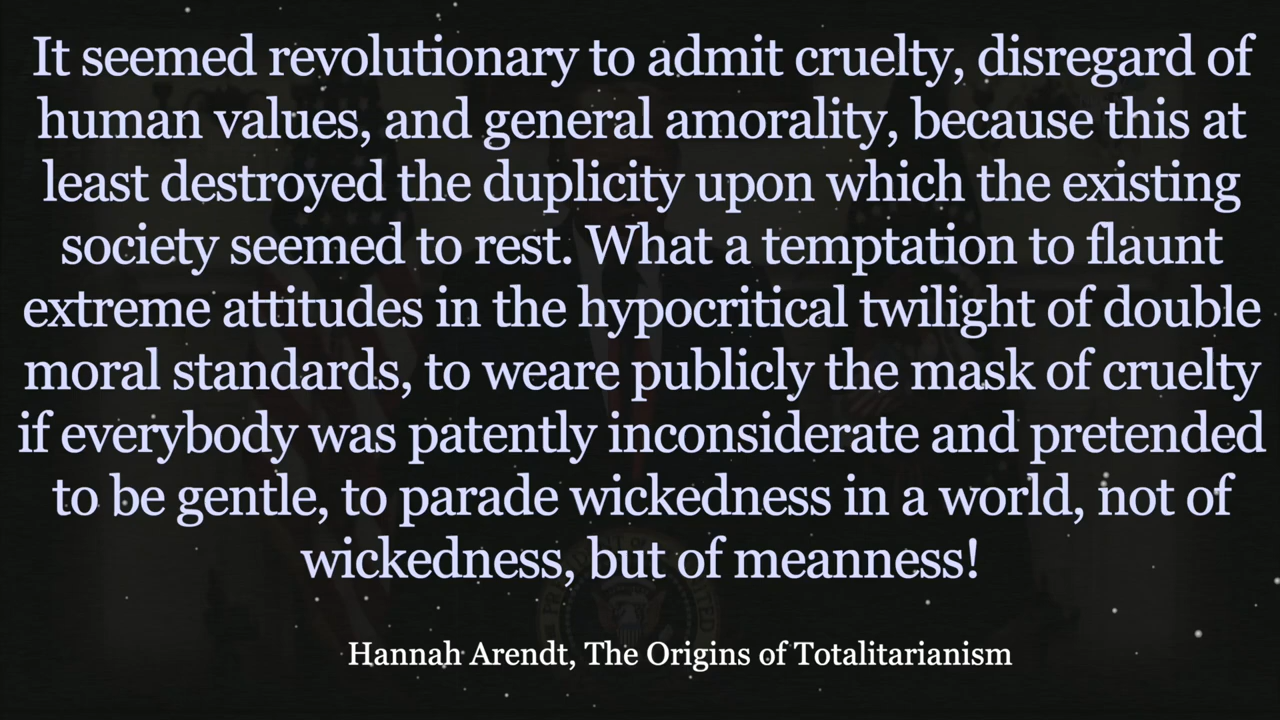 It seemed revolutionary to admit cruelty, disregard of
human values, and general amorality, because this at
least destroyed the duplicity upon which the existing
society seemed to rest. What a temptation to flaunt
extreme attitudes in the hypocritical twilight of double
moral standards, to weare publicly the mask of cruelty
if everybody was patently inconsiderate and pretended
to be gentle, to parade wickedness in a world, not of
wickedness, but of meanness!
Hannah Arendt, The Origins of Totalitarianism